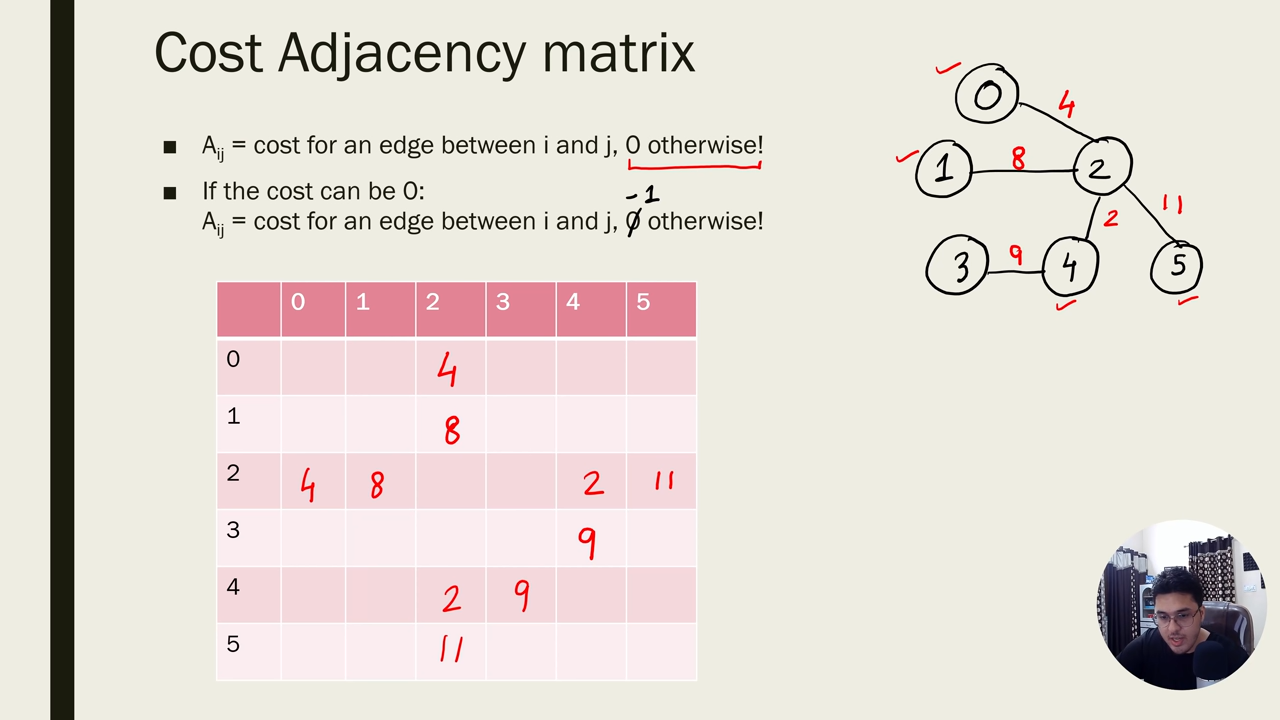 Cost Adjacency matrix
■ Aij = cost for an edge between i and j, 0 otherwise!
■ If the cost can be 0:
-1
Aij = cost for an edge between i and j, 0 otherwise!
0 1 2 3 4 5
0 4
1 8
2 4 8 2 11
3 9
4 2 9
5 11
0 4
1 8 2
2 11
3 9 4 5